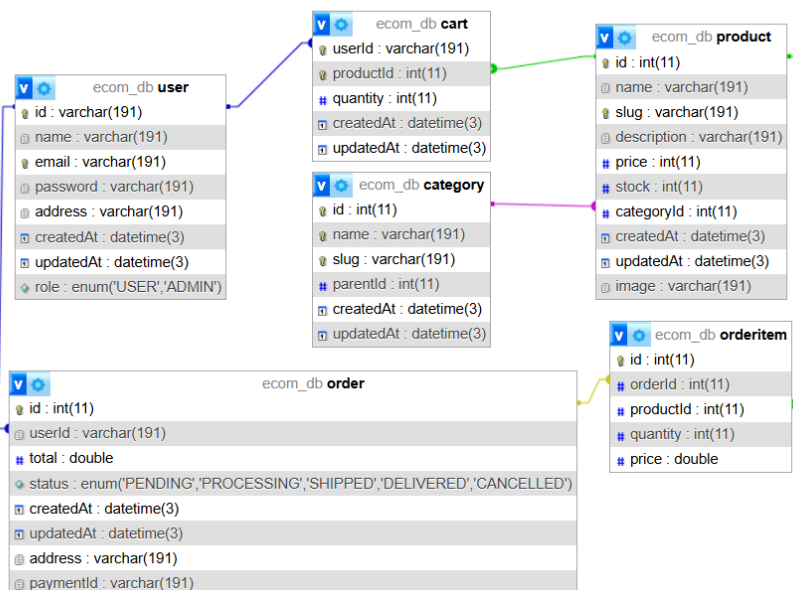 ecom_db user
id : varchar(191)
name : varchar(191)
email : varchar(191)
password : varchar(191)
address : varchar(191)
createdAt : datetime(3)
updatedAt : datetime(3)
role : enum('USER','ADMIN')
ecom_db cart
userId : varchar(191)
productId : int(11)
quantity : int(11)
createdAt : datetime(3)
updatedAt : datetime(3)
ecom_db category
id : int(11)
name : varchar(191)
slug : varchar(191)
parentId : int(11)
createdAt : datetime(3)
updatedAt : datetime(3)
ecom_db product
id : int(11)
name : varchar(191)
slug : varchar(191)
description : varchar(191)
price : int(11)
stock : int(11)
categoryId : int(11)
createdAt : datetime(3)
updatedAt : datetime(3)
image : varchar(191)
ecom_db order
id : int(11)
userId : varchar(191)
total : double
status : enum('PENDING','PROCESSING','SHIPPED','DELIVERED','CANCELLED')
createdAt : datetime(3)
updatedAt : datetime(3)
address : varchar(191)
paymentId : varchar(191)
ecom_db orderitem
id : int(11)
orderId : int(11)
productId : int(11)
quantity : int(11)
price : double